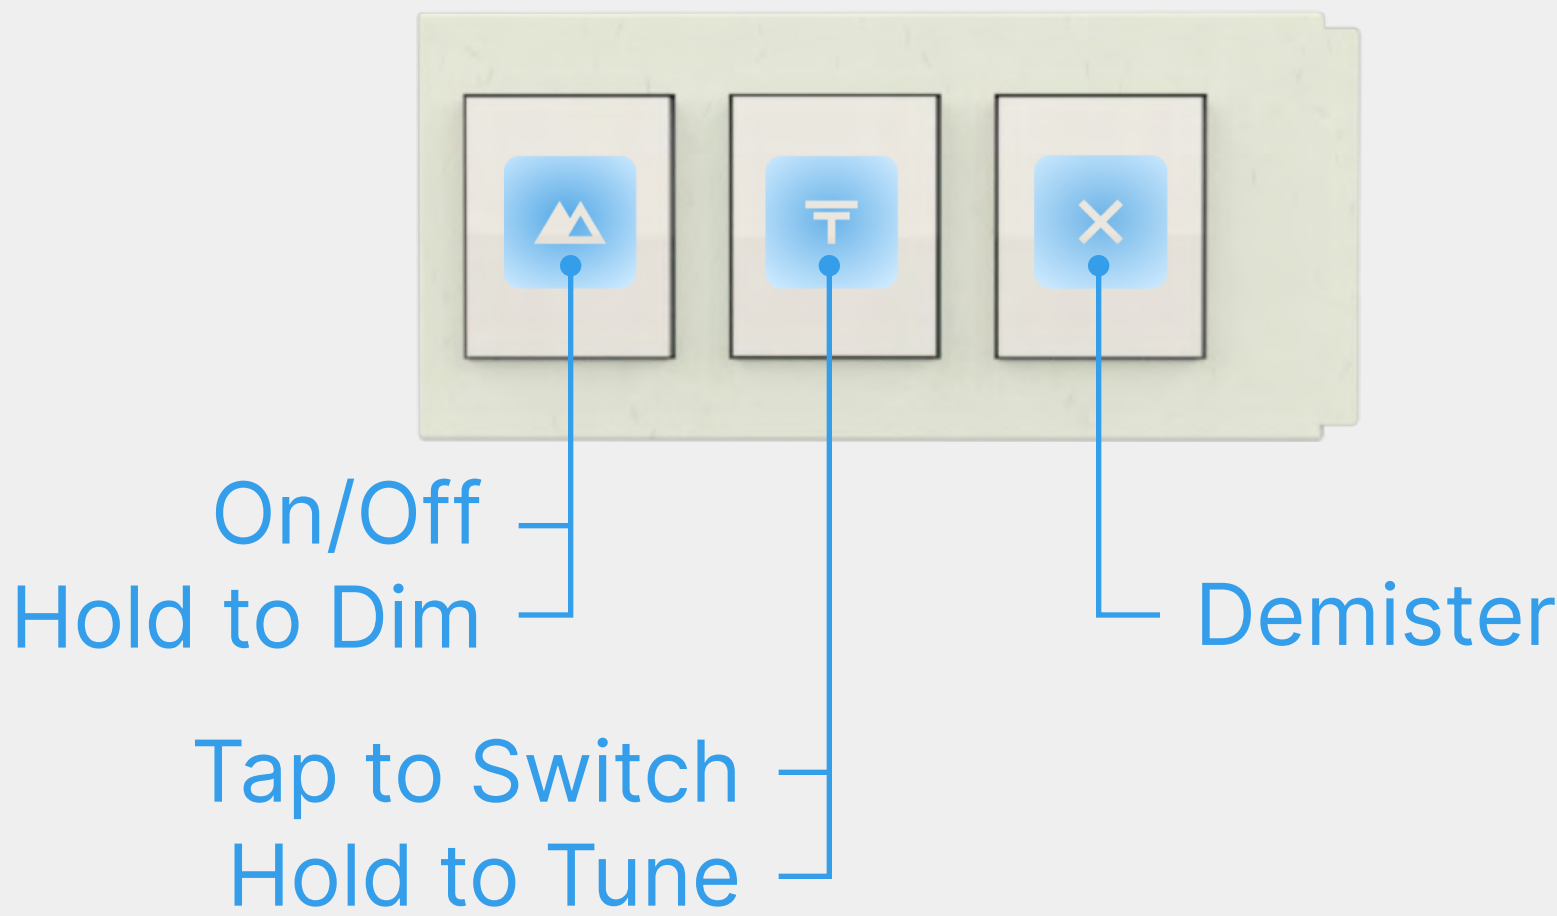 On/Off
Hold to Dim
Demister
Tap to Switch
Hold to Tune